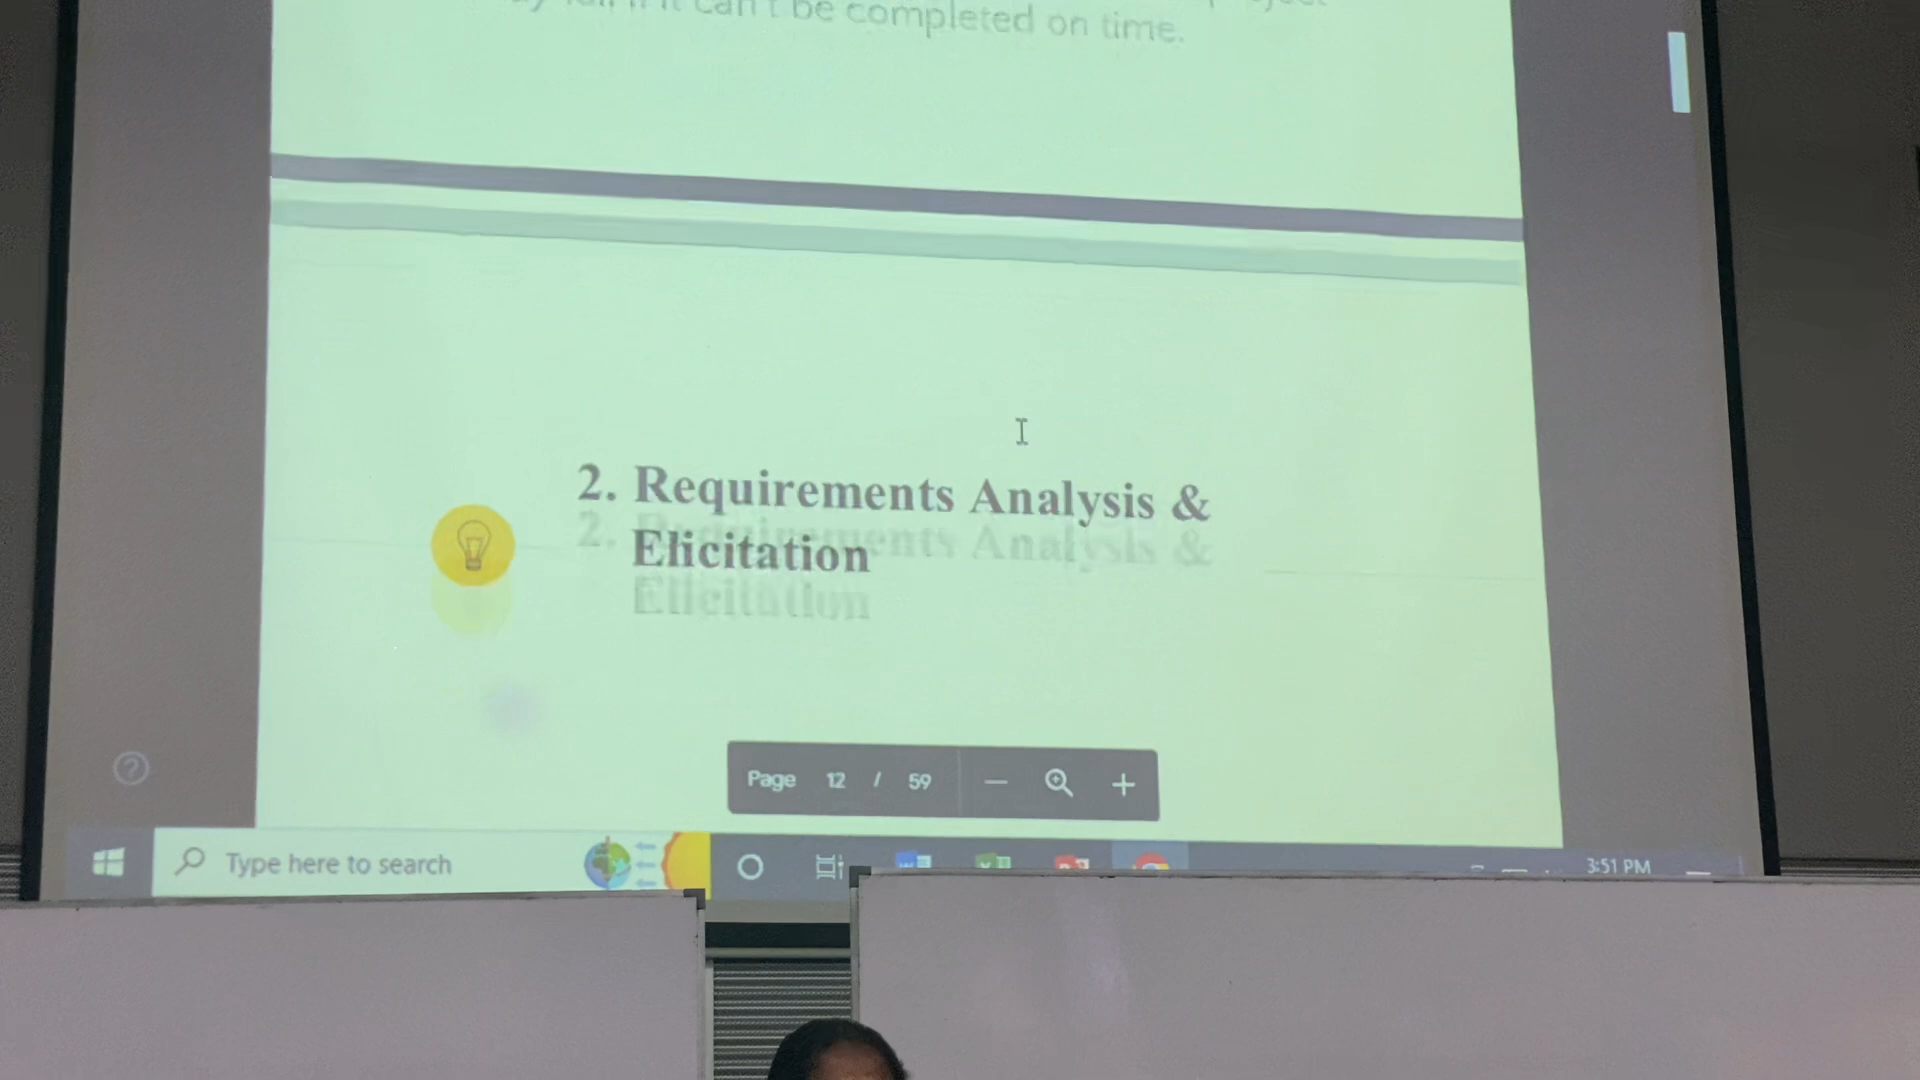 can't be completed on time.
2. Requirements Analysis &
Elicitation
Page 12 / 59
Type here to search
3:51 PM